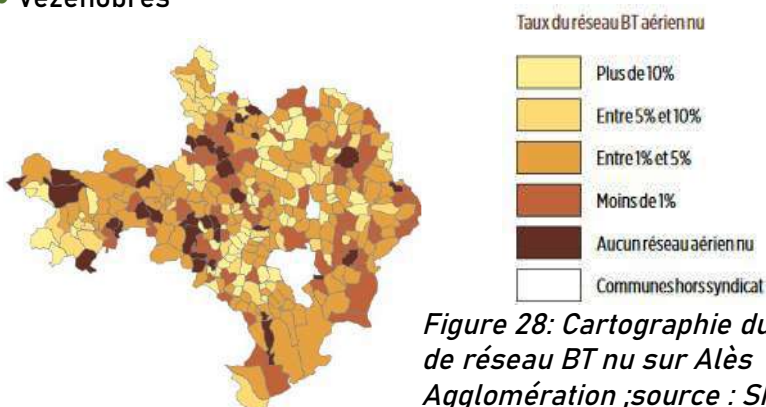 • Vézénobres
Taux du réseau BT aérien nu
Plus de 10%
Entre 5% et 10%
Entre 1% et 5%
Moins de 1%
Aucun réseau aérien nu
Communes hors syndicat
Figure 28: Cartographie du
de réseau BT nu sur Alès
Agglomération ;source :